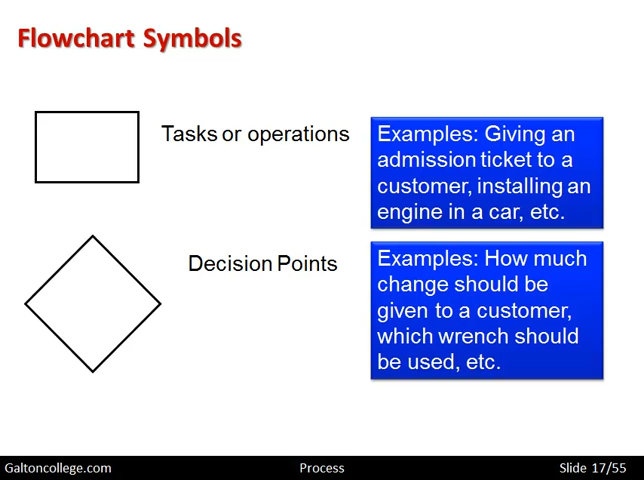 Flowchart Symbols
Tasks or operations
Examples: Giving an
admission ticket to a
customer, installing an
engine in a car, etc.
Decision Points
Examples: How much
change should be
given to a customer,
which wrench should
be used, etc.
Galtoncollege.com
Process
Slide 17/55